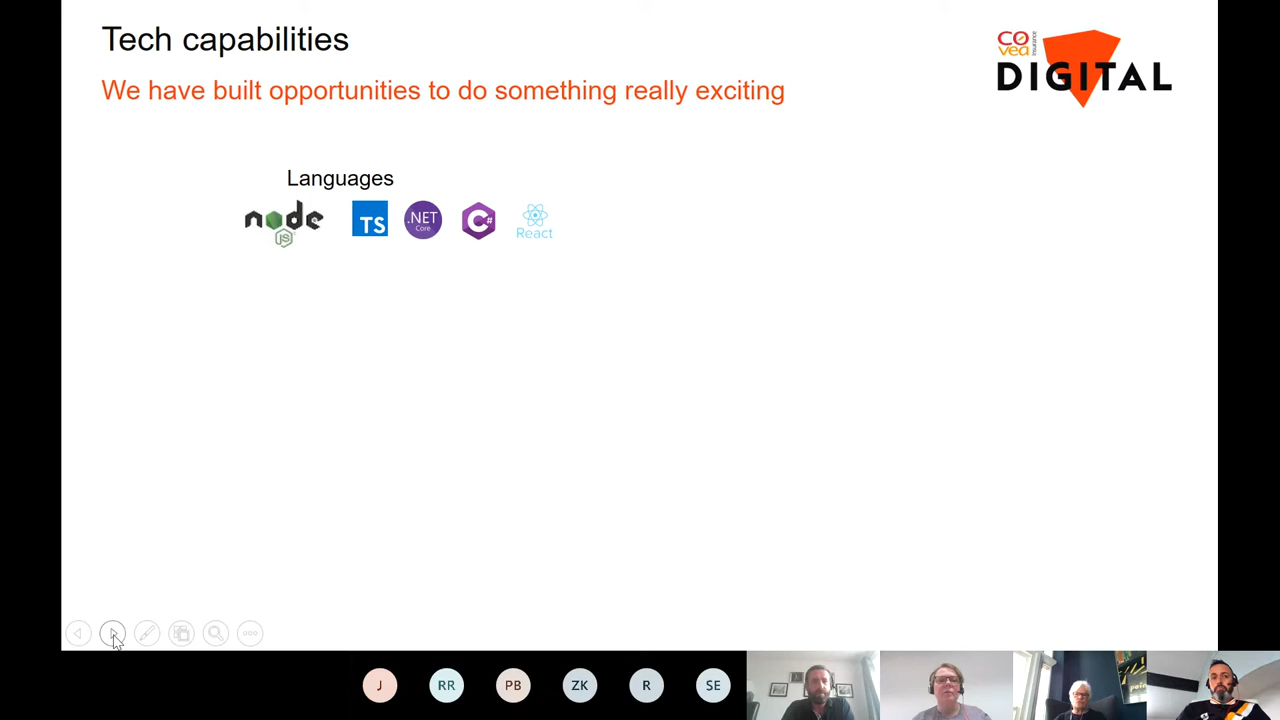 Tech capabilities
We have built opportunities to do something really exciting
CO
vea
insurance
DIGITAL
Languages
node
JS
TS
.NET
Core
C#
React
J
RR
PB
ZK
R
SE